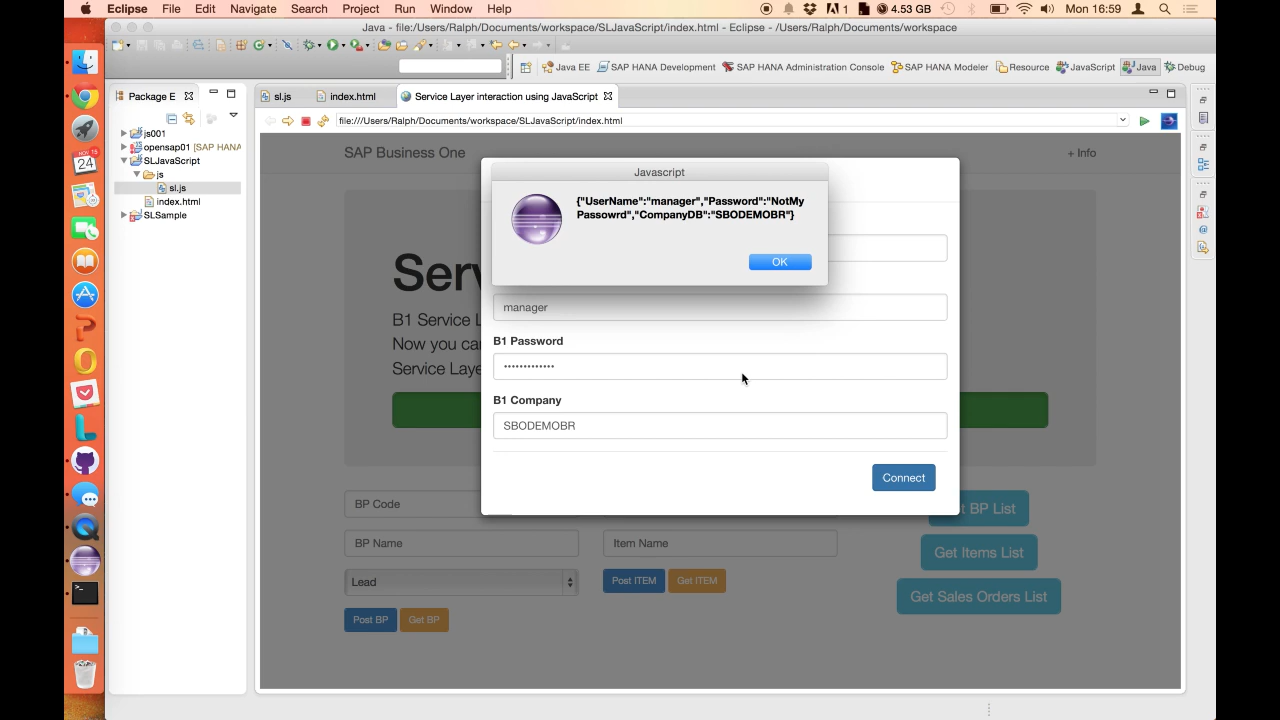 Eclipse File Edit Navigate Search Project Run Window Help
1 4.53 GB Mon 16:59
Java - file:/Users/Ralph/Documents/workspace/SLJavaScript/index.html - Eclipse - /Users/Ralph/Documents/workspace
Java EE SAP HANA Development SAP HANA Administration Console SAP HANA Modeler Resource JavaScript Java Debug
Package E
sl.js index.html Service Layer interaction using JavaScript
file:///Users/Ralph/Documents/workspace/SLJavaScript/index.html
js001
opensap01 [SAP HANA
SLJavaScript
js
sl.js
index.html
SLSample
NOV 15
24
SAP Business One + Info
Javascript
{"UserName":"manager","Password":"NotMy
Passowrd","CompanyDB":"SBODEMOBR"}
OK
Serv
B1 Service L
Now you can
Service Laye
manager
B1 Password
•••••••••••••
B1 Company
SBODEMOBR
Connect
BP Code
BP Name
Lead
Post BP Get BP
Item Name
Post ITEM Get ITEM
t BP List
Get Items List
Get Sales Orders List